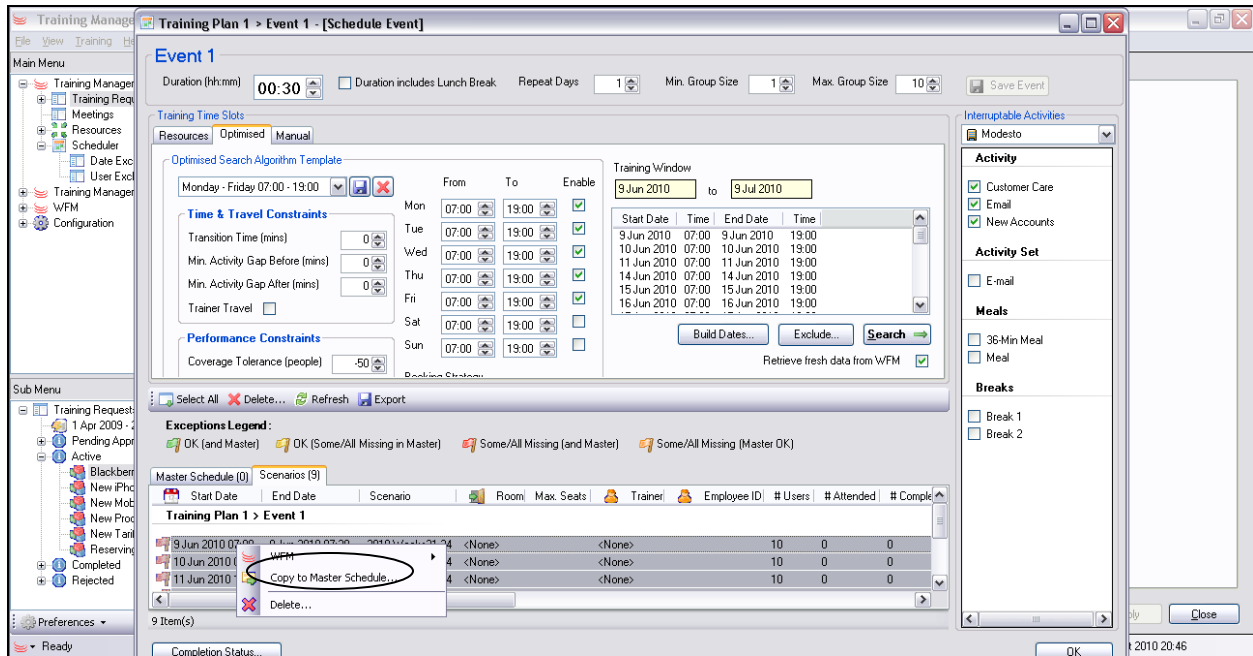 Training Manage
File View Training He
Main Menu
Training Manager
Training Requ
Meetings
Resources
Scheduler
Date Exc
User Excl
Training Manager
WFM
Configuration
Sub Menu
Training Request
1 Apr 2009 - 
Pending Appr
Active
Blackberr
New iPho
New Mob
New Prod
New Tarif
Reserving
Completed
Rejected
Preferences
Ready
Training Plan 1 > Event 1 - [Schedule Event]
Event 1
Duration (hh:mm) 00:30 Duration includes Lunch Break Repeat Days 1 Min. Group Size 1 Max. Group Size 10 Save Event
Training Time Slots
Resources Optimised Manual
Optimised Search Algorithm Template
Monday - Friday 07:00 - 19:00
Time & Travel Constraints
Transition Time (mins) 0
Min. Activity Gap Before (mins) 0
Min. Activity Gap After (mins) 0
Trainer Travel
Performance Constraints
Coverage Tolerance (people) -50
From To Enable
Mon 07:00 19:00
Tue 07:00 19:00
Wed 07:00 19:00
Thu 07:00 19:00
Fri 07:00 19:00
Sat 07:00 19:00
Sun 07:00 19:00
Booking Strategy
Training Window
9 Jun 2010 to 9 Jul 2010
Start Date Time End Date Time
9 Jun 2010 07:00 9 Jun 2010 19:00
10 Jun 2010 07:00 10 Jun 2010 19:00
11 Jun 2010 07:00 11 Jun 2010 19:00
14 Jun 2010 07:00 14 Jun 2010 19:00
15 Jun 2010 07:00 15 Jun 2010 19:00
16 Jun 2010 07:00 16 Jun 2010 19:00
Build Dates... Exclude... Search
Retrieve fresh data from WFM
Interruptable Activities
Modesto
Activity
Customer Care
Email
New Accounts
Activity Set
E-mail
Meals
36-Min Meal
Meal
Breaks
Break 1
Break 2
Select All Delete... Refresh Export
Exceptions Legend:
OK (and Master) OK (Some/All Missing in Master) Some/All Missing (and Master) Some/All Missing (Master OK)
Master Schedule (0) Scenarios (9)
Start Date End Date Scenario Room Max. Seats Trainer Employee ID # Users # Attended # Comple
Training Plan 1 > Event 1
9 Jun 2010 07:00 9 Jun 2010 07:30 2010 Weeks 21-24 <None> <None> 10 0 0
10 Jun 2010 4 <None> <None> 10 0 0
11 Jun 2010 4 <None> <None> 10 0 0
WFM
Copy to Master Schedule...
Delete...
9 Item(s)
Completion Status... OK
ply Close
t 2010 20:46